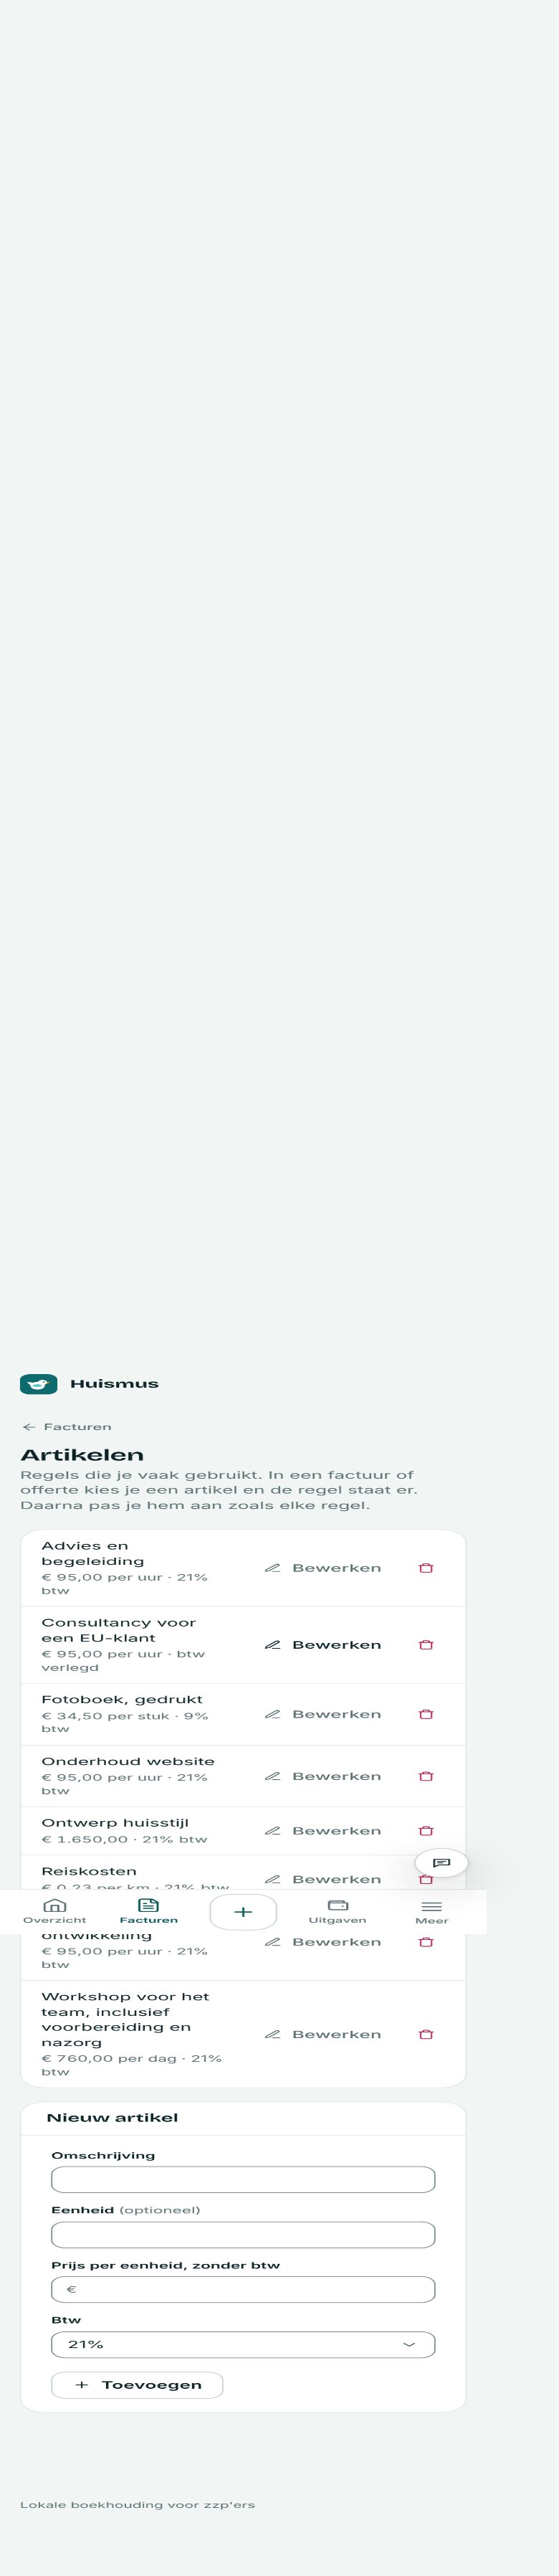 Huismus
Facturen
Artikelen
Regels die je vaak gebruikt. In een factuur of
offerte kies je een artikel en de regel staat er.
Daarna pas je hem aan zoals elke regel.
Advies en
begeleiding
€ 95,00 per uur · 21%
btw
Bewerken
Consultancy voor
een EU-klant
€ 95,00 per uur · btw
verlegd
Bewerken
Fotoboek, gedrukt
€ 34,50 per stuk · 9%
btw
Bewerken
Onderhoud website
€ 95,00 per uur · 21%
btw
Bewerken
Ontwerp huisstijl
€ 1.650,00 · 21% btw
Bewerken
Reiskosten
€ 0,23 per km · 21% btw
Bewerken
Overzicht
Facturen
Uitgaven
Meer
ontwikkeling
€ 95,00 per uur · 21%
btw
Bewerken
Workshop voor het
team, inclusief
voorbereiding en
nazorg
€ 760,00 per dag · 21%
btw
Bewerken
Nieuw artikel
Omschrijving
Eenheid (optioneel)
Prijs per eenheid, zonder btw
€
Btw
21%
Toevoegen
Lokale boekhouding voor zzp'ers